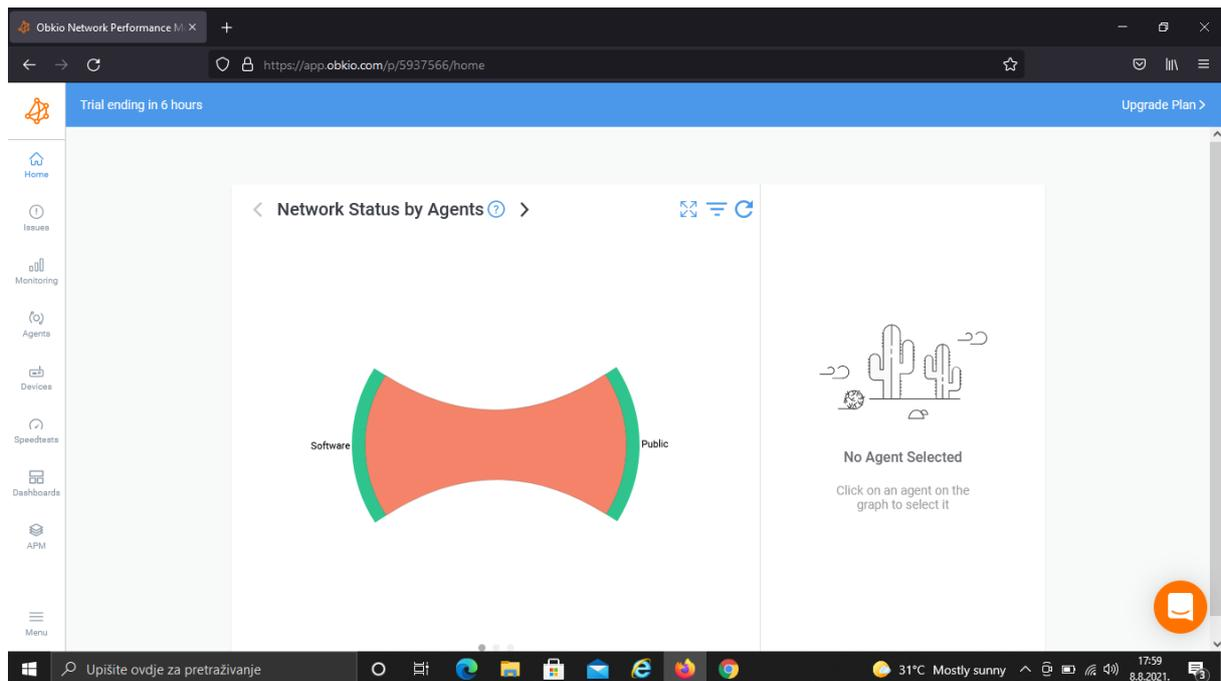 Obkio Network Performance M
https://app.obkio.com/p/5937566/home
Trial ending in 6 hours
Upgrade Plan >
Home
Issues
Monitoring
Agents
Devices
Speedtests
Dashboards
APM
Menu
Network Status by Agents ?
Software
Public
No Agent Selected
Click on an agent on the
graph to select it
Upišite ovdje za pretraživanje
31°C Mostly sunny
17:59
8.8.2021.
3